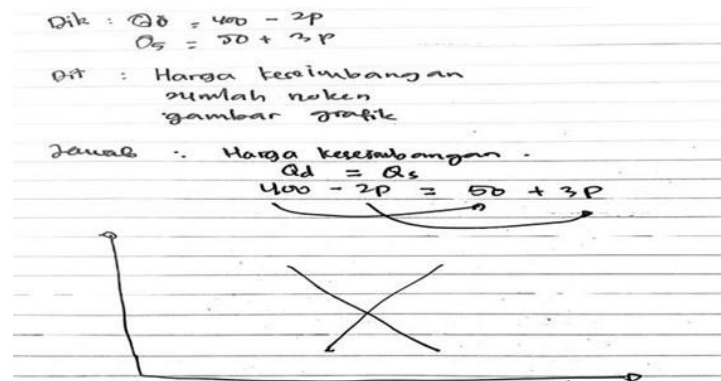 Dik : Qd = 400 - 2P
Qs = 50 + 3P
Dit : Harga keseimbangan
Jumlah noken
gambar grafik
Jawab : Harga keseimbangan.
Qd = Qs
400 - 2P = 50 + 3P